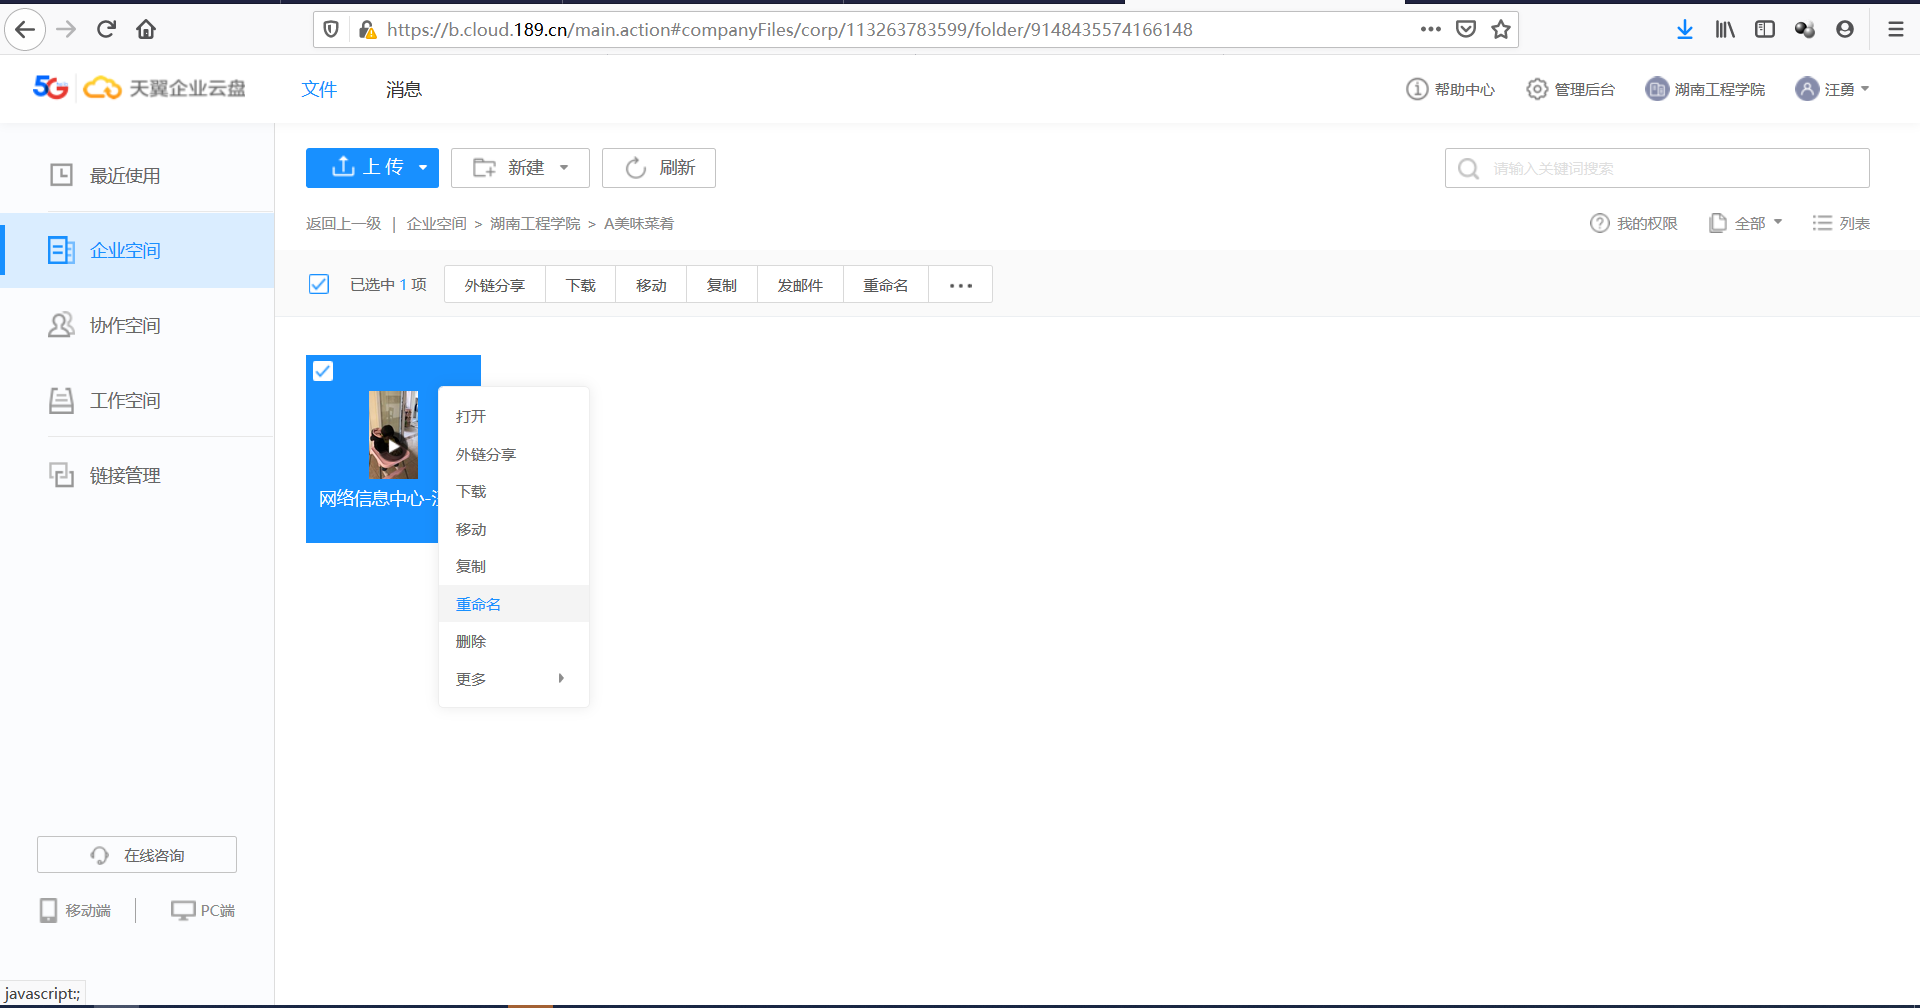 https://b.cloud.189.cn/main.action#companyFiles/corp/113263783599/folder/9148435574166148
5G 天翼企业云盘 文件 消息 帮助中心 管理后台 湖南工程学院 汪勇
最近使用
企业空间
协作空间
工作空间
链接管理
在线咨询
移动端 PC端
上传 新建 刷新 请输入关键词搜索
返回上一级 | 企业空间 > 湖南工程学院 > A美味菜肴 我的权限 全部 列表
已选中 1 项 外链分享 下载 移动 复制 发邮件 重命名 •••
网络信息中心-
打开
外链分享
下载
移动
复制
重命名
删除
更多
javascript:;